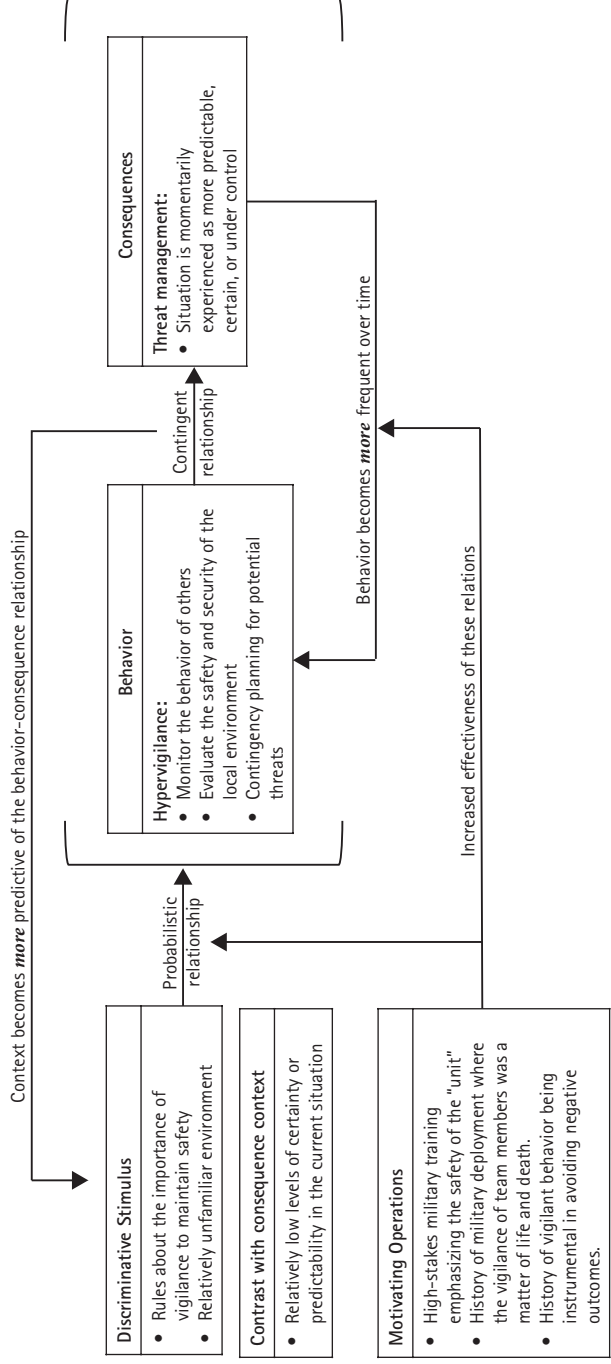 Context becomes more predictive of the behavior-consequence relationship
Discriminative Stimulus
• Rules about the importance of
vigilance to maintain safety
• Relatively unfamiliar environment
Contrast with consequence context
• Relatively low levels of certainty or
predictability in the current situation
Motivating Operations
• High-stakes military training
emphasizing the safety of the "unit"
• History of military deployment where
the vigilance of team members was a
matter of life and death.
• History of vigilant behavior being
instrumental in avoiding negative
outcomes.
Probabilistic
relationship
Behavior
Hypervigilance:
• Monitor the behavior of others
• Evaluate the safety and security of the
local environment
• Contingency planning for potential
threats
Contingent
relationship
Consequences
Threat management:
• Situation is momentarily
experienced as more predictable,
certain, or under control
Behavior becomes more frequent over time
Increased effectiveness of these relations